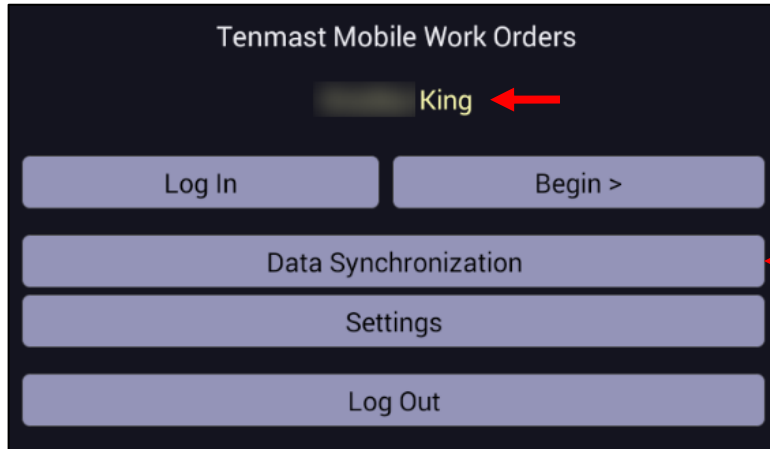 Tenmast Mobile Work Orders
King
Log In Begin >
Data Synchronization
Settings
Log Out